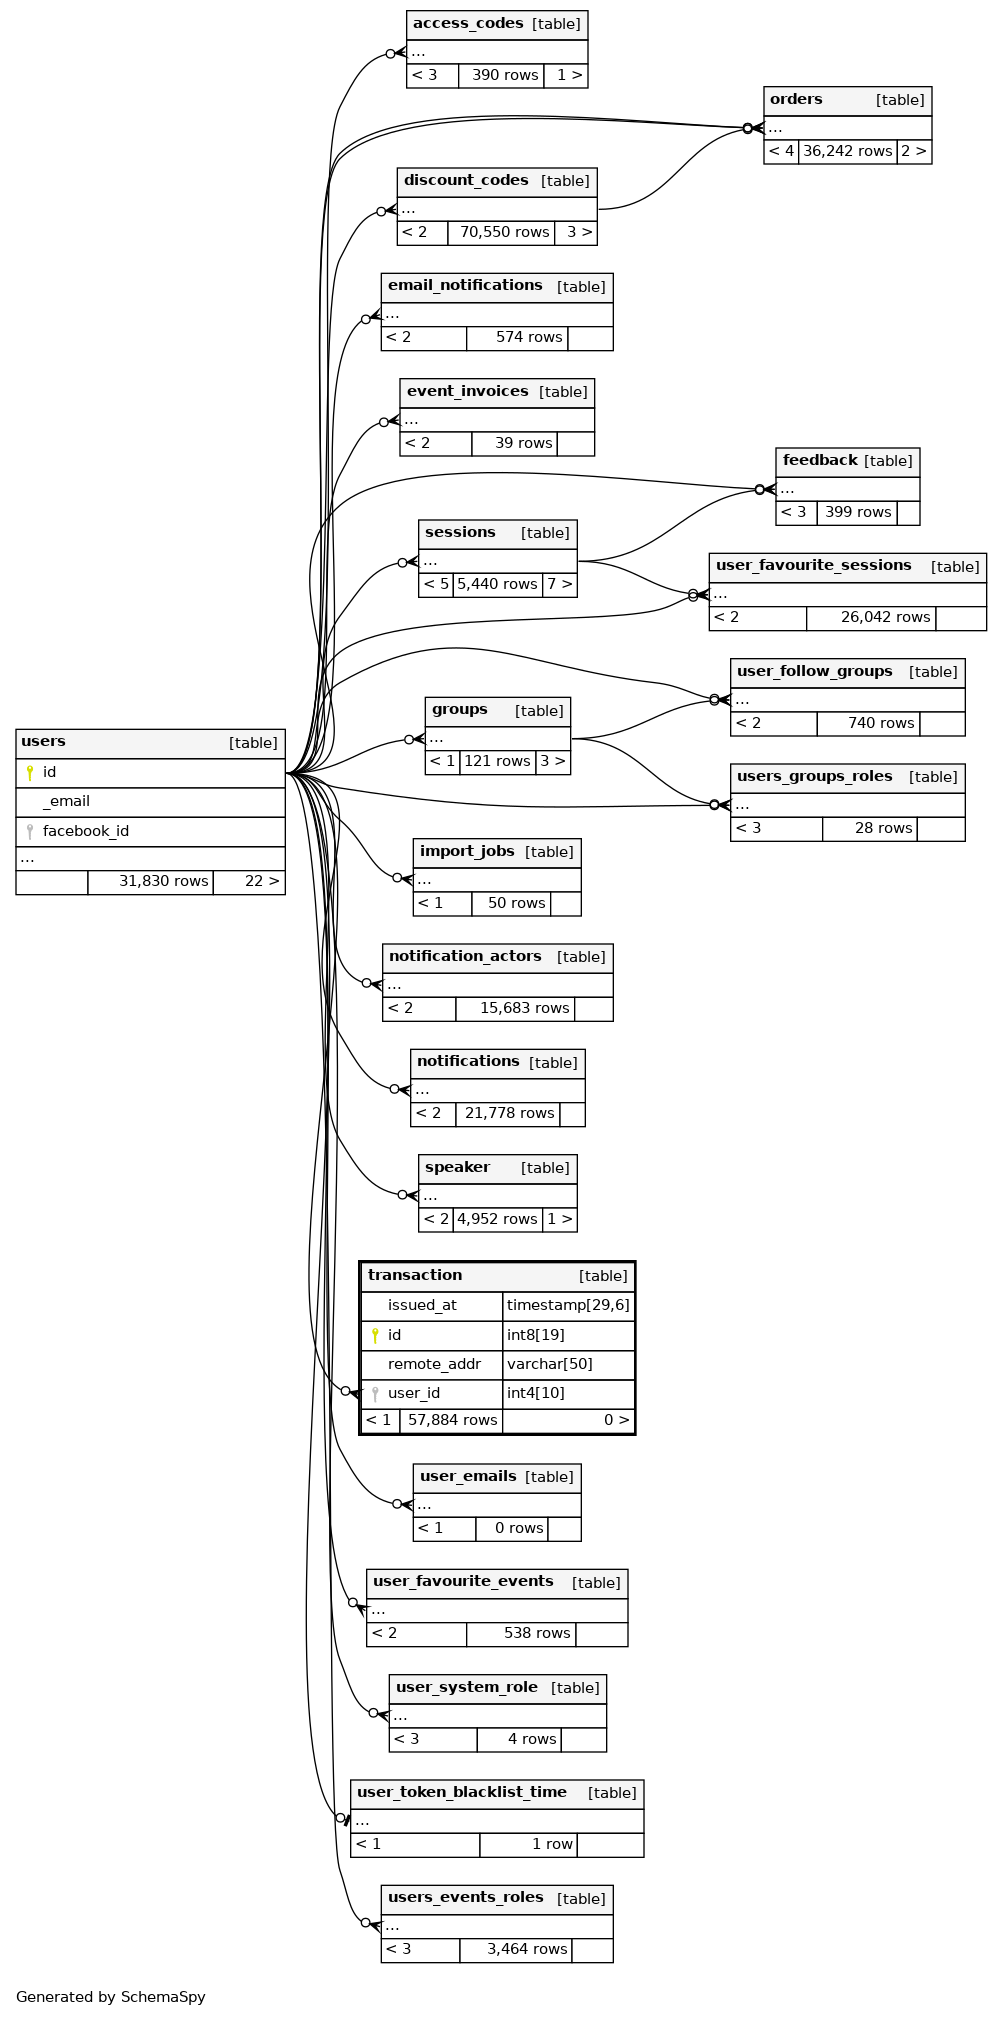 access_codes [table]
...
< 3 390 rows 1 >
orders [table]
...
< 4 36,242 rows 2 >
discount_codes [table]
...
< 2 70,550 rows 3 >
email_notifications [table]
...
< 2 574 rows
event_invoices [table]
...
< 2 39 rows
feedback [table]
...
< 3 399 rows
sessions [table]
...
< 5 5,440 rows 7 >
user_favourite_sessions [table]
...
< 2 26,042 rows
user_follow_groups [table]
...
< 2 740 rows
groups [table]
...
< 1 121 rows 3 >
users [table]
id
_email
facebook_id
...
31,830 rows 22 >
users_groups_roles [table]
...
< 3 28 rows
import_jobs [table]
...
< 1 50 rows
notification_actors [table]
...
< 2 15,683 rows
notifications [table]
...
< 2 21,778 rows
speaker [table]
...
< 2 4,952 rows 1 >
transaction [table]
issued_at timestamp[29,6]
id int8[19]
remote_addr varchar[50]
user_id int4[10]
< 1 57,884 rows 0 >
user_emails [table]
...
< 1 0 rows
user_favourite_events [table]
...
< 2 538 rows
user_system_role [table]
...
< 3 4 rows
user_token_blacklist_time [table]
...
< 1 1 row
users_events_roles [table]
...
< 3 3,464 rows
Generated by SchemaSpy